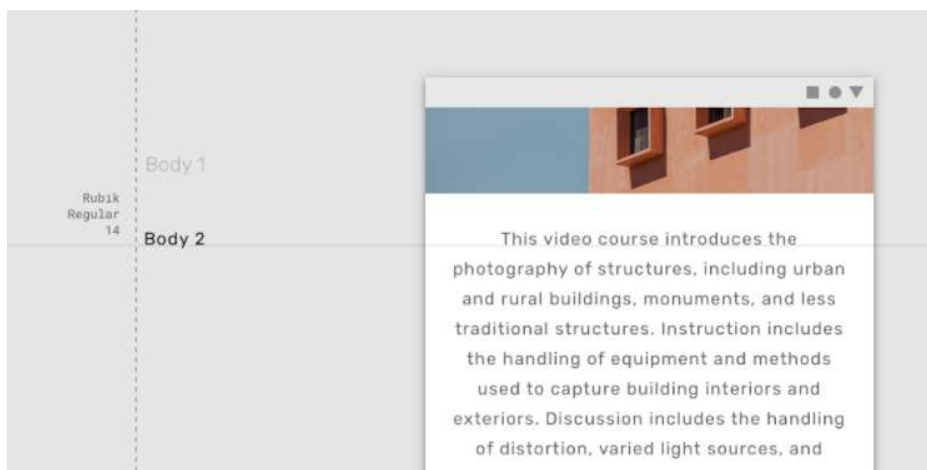 Body 1
Rubik
Regular
14
Body 2
This video course introduces the
photography of structures, including urban
and rural buildings, monuments, and less
traditional structures. Instruction includes
the handling of equipment and methods
used to capture building interiors and
exteriors. Discussion includes the handling
of distortion, varied light sources, and